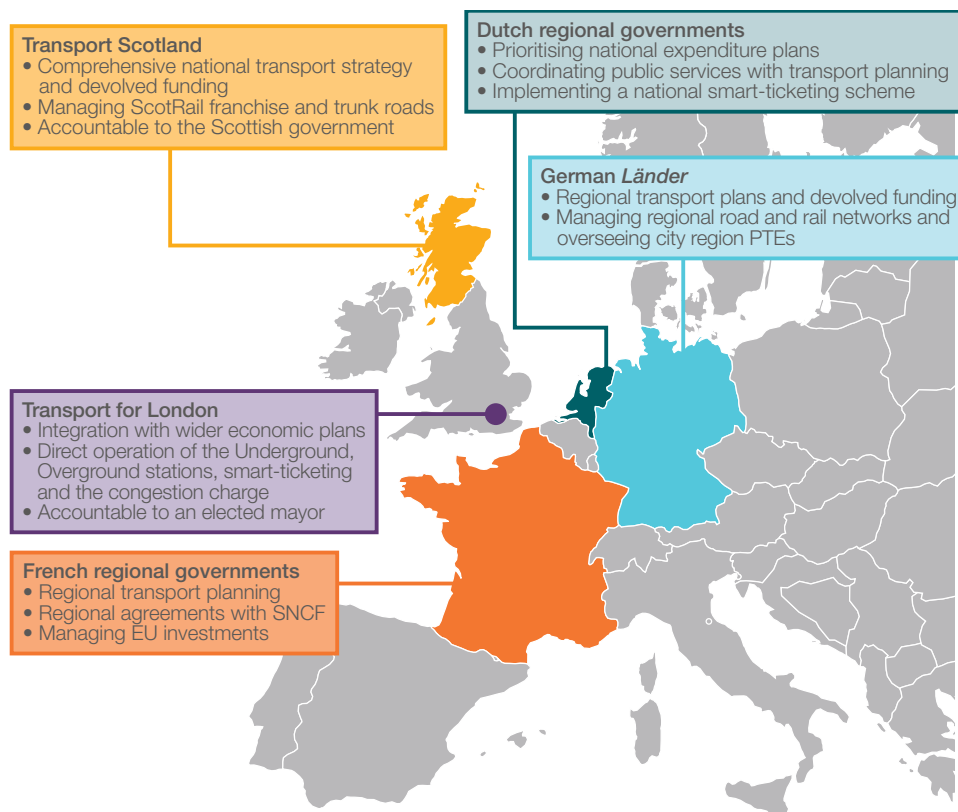 Transport Scotland
• Comprehensive national transport strategy
and devolved funding
• Managing ScotRail franchise and trunk roads
• Accountable to the Scottish government
Dutch regional governments
• Prioritising national expenditure plans
• Coordinating public services with transport planning
• Implementing a national smart-ticketing scheme
German Länder
• Regional transport plans and devolved funding
• Managing regional road and rail networks and
overseeing city region PTEs
Transport for London
• Integration with wider economic plans
• Direct operation of the Underground,
Overground stations, smart-ticketing
and the congestion charge
• Accountable to an elected mayor
French regional governments
• Regional transport planning
• Regional agreements with SNCF
• Managing EU investments